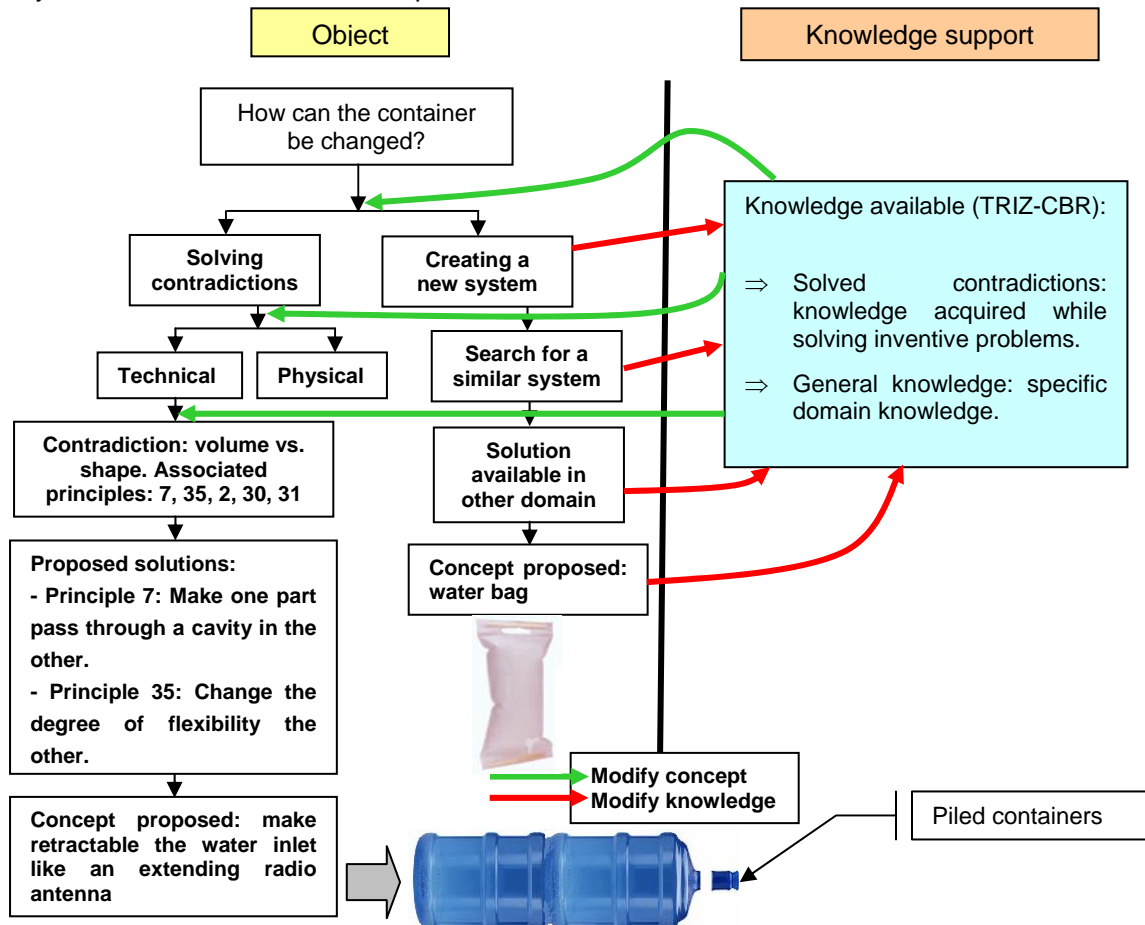 Object
Knowledge support
How can the container
be changed?
Knowledge available (TRIZ-CBR):
⇒ Solved contradictions:
knowledge acquired while
solving inventive problems.
⇒ General knowledge: specific
domain knowledge.
Solving
contradictions
Creating a
new system
Technical
Physical
Search for a
similar system
Contradiction: volume vs.
shape. Associated
principles: 7, 35, 2, 30, 31
Solution
available in
other domain
Proposed solutions:
- Principle 7: Make one part
pass through a cavity in the
other.
- Principle 35: Change the
degree of flexibility the
other.
Concept proposed:
water bag
Modify concept
Modify knowledge
Concept proposed: make
retractable the water inlet
like an extending radio
antenna
Piled containers